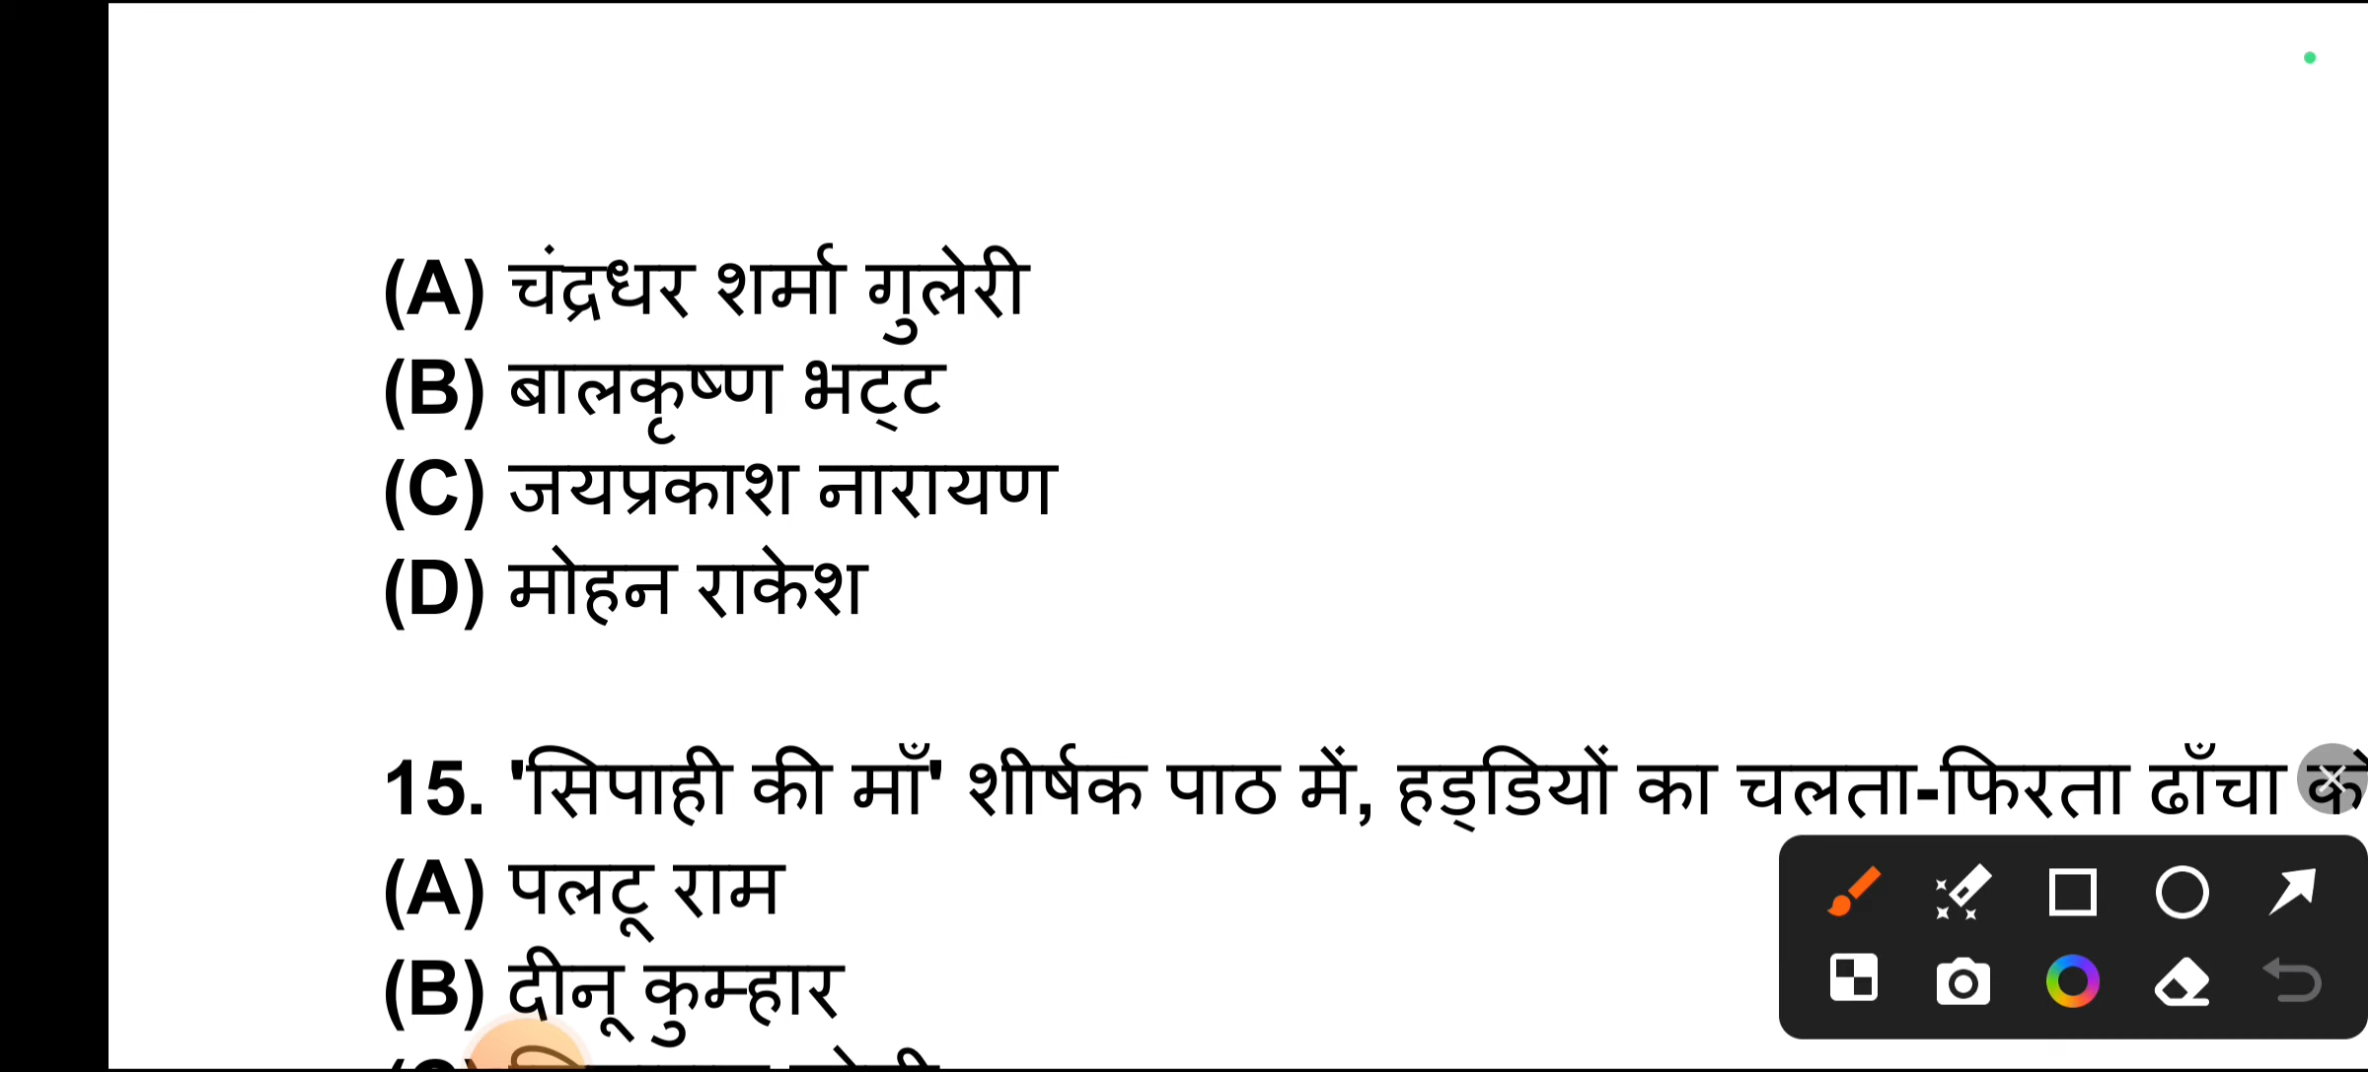 (A) चंद्रधर शर्मा गुलेरी
(B) बालकृष्ण भट्ट
(C) जयप्रकाश नारायण
(D) मोहन राकेश
15. 'सिपाही की माँ' शीर्षक पाठ में, हड्डियों का चलता-फिरता ढाँचा
(A) पलटू राम
(B) दीनू कुम्हार